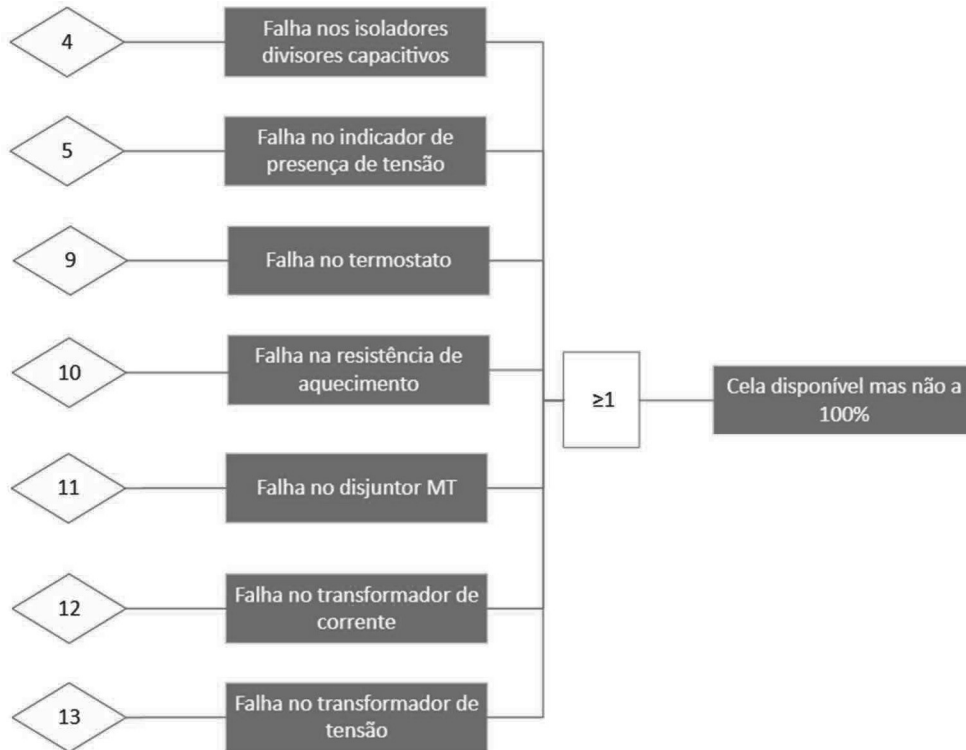 4
Falha nos isoladores
divisores capacitivos
5
Falha no indicador de
presença de tensão
9
Falha no termostato
10
Falha na resistência de
aquecimento
≥1
Cela disponível mas não a
100%
11
Falha no disjuntor MT
12
Falha no transformador de
corrente
13
Falha no transformador de
tensão